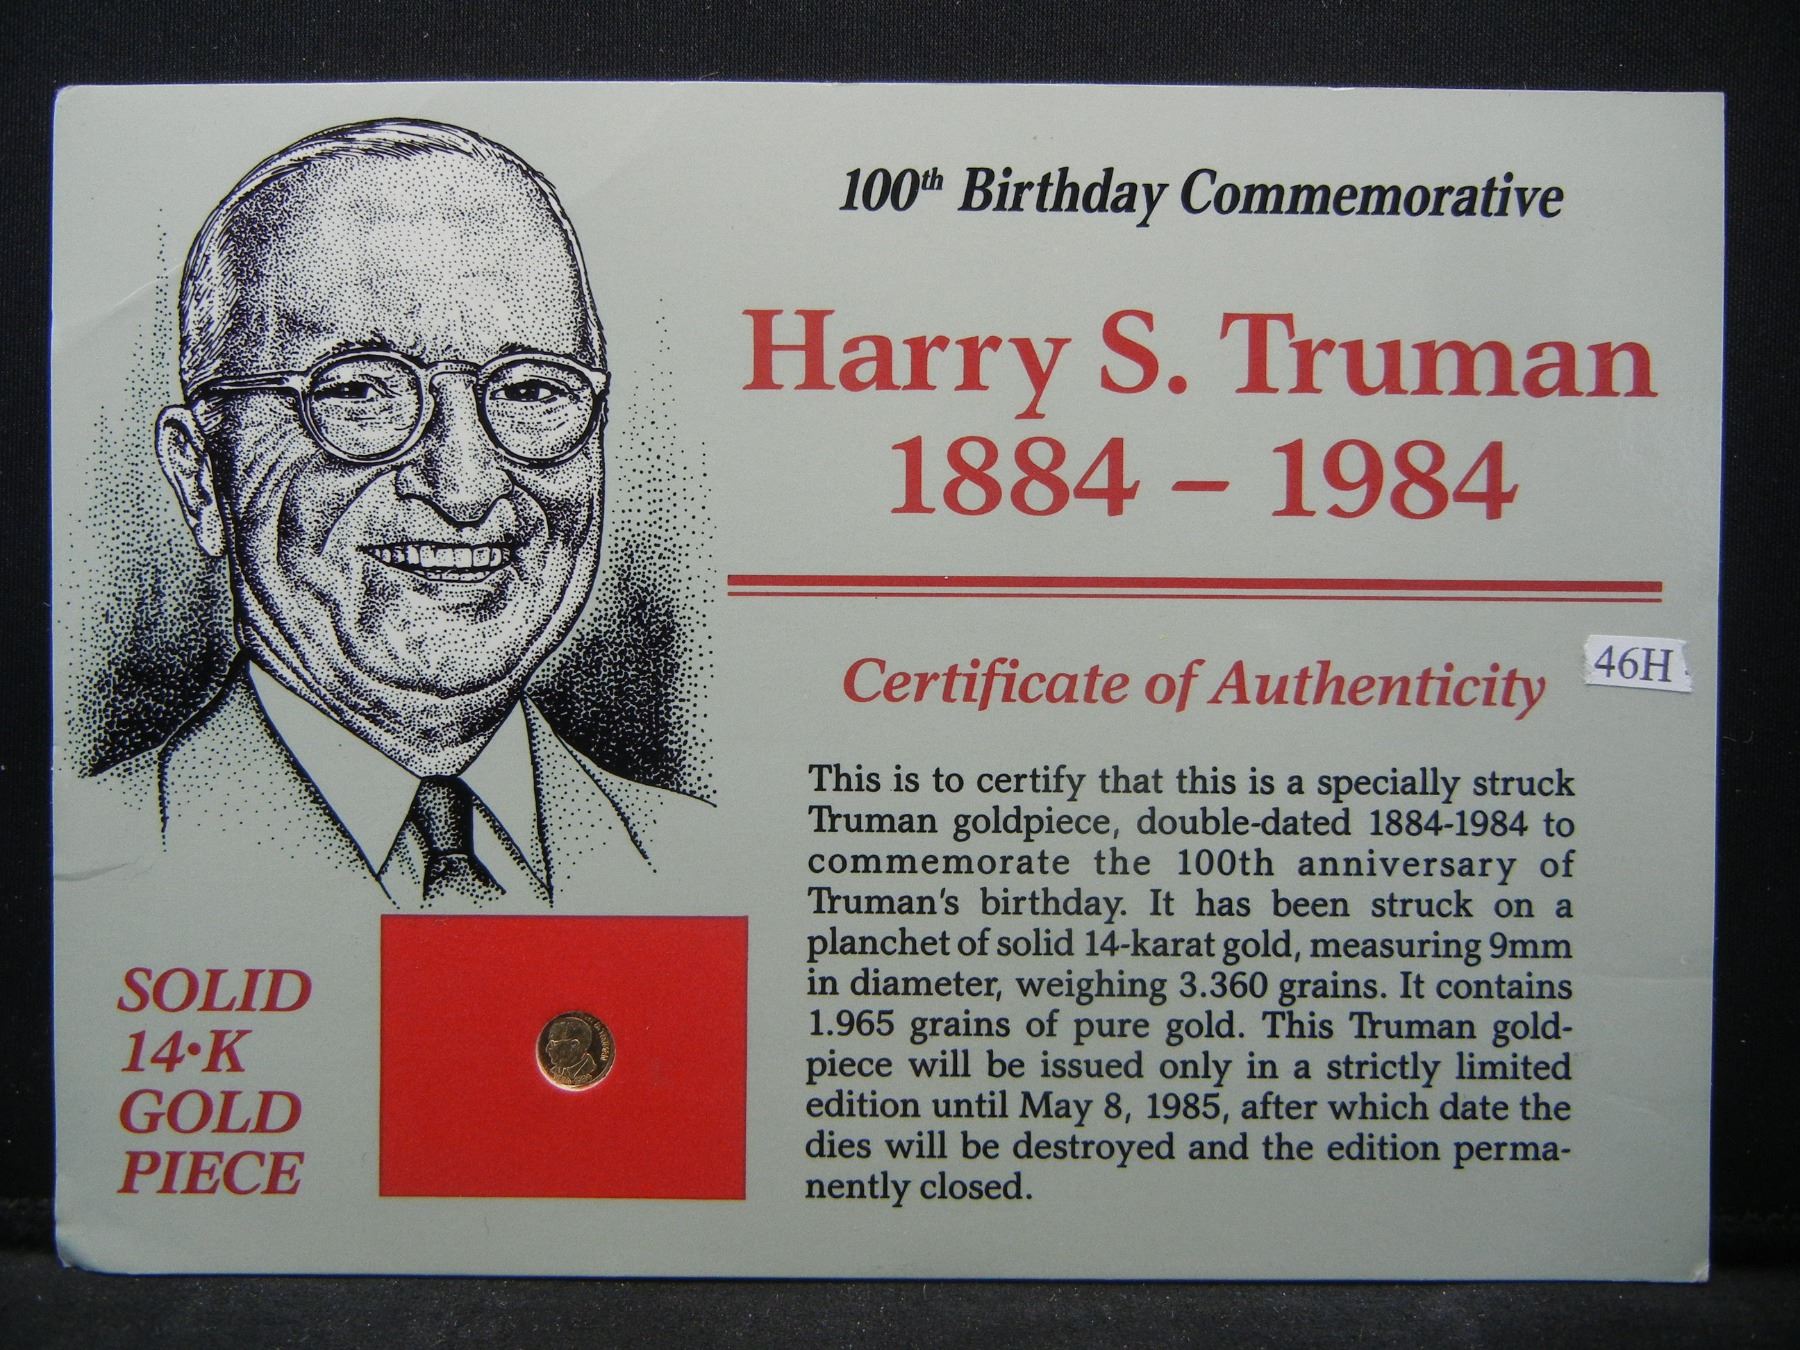 100th Birthday Commemorative
Harry S. Truman
1884 – 1984
Certificate of Authenticity
46H
This is to certify that this is a specially struck
Truman goldpiece, double-dated 1884-1984 to
commemorate the 100th anniversary of
Truman's birthday. It has been struck on a
planchet of solid 14-karat gold, measuring 9mm
in diameter, weighing 3.360 grains. It contains
1.965 grains of pure gold. This Truman gold-
piece will be issued only in a strictly limited
edition until May 8, 1985, after which date the
dies will be destroyed and the edition perma-
nently closed.
SOLID
14•K
GOLD
PIECE